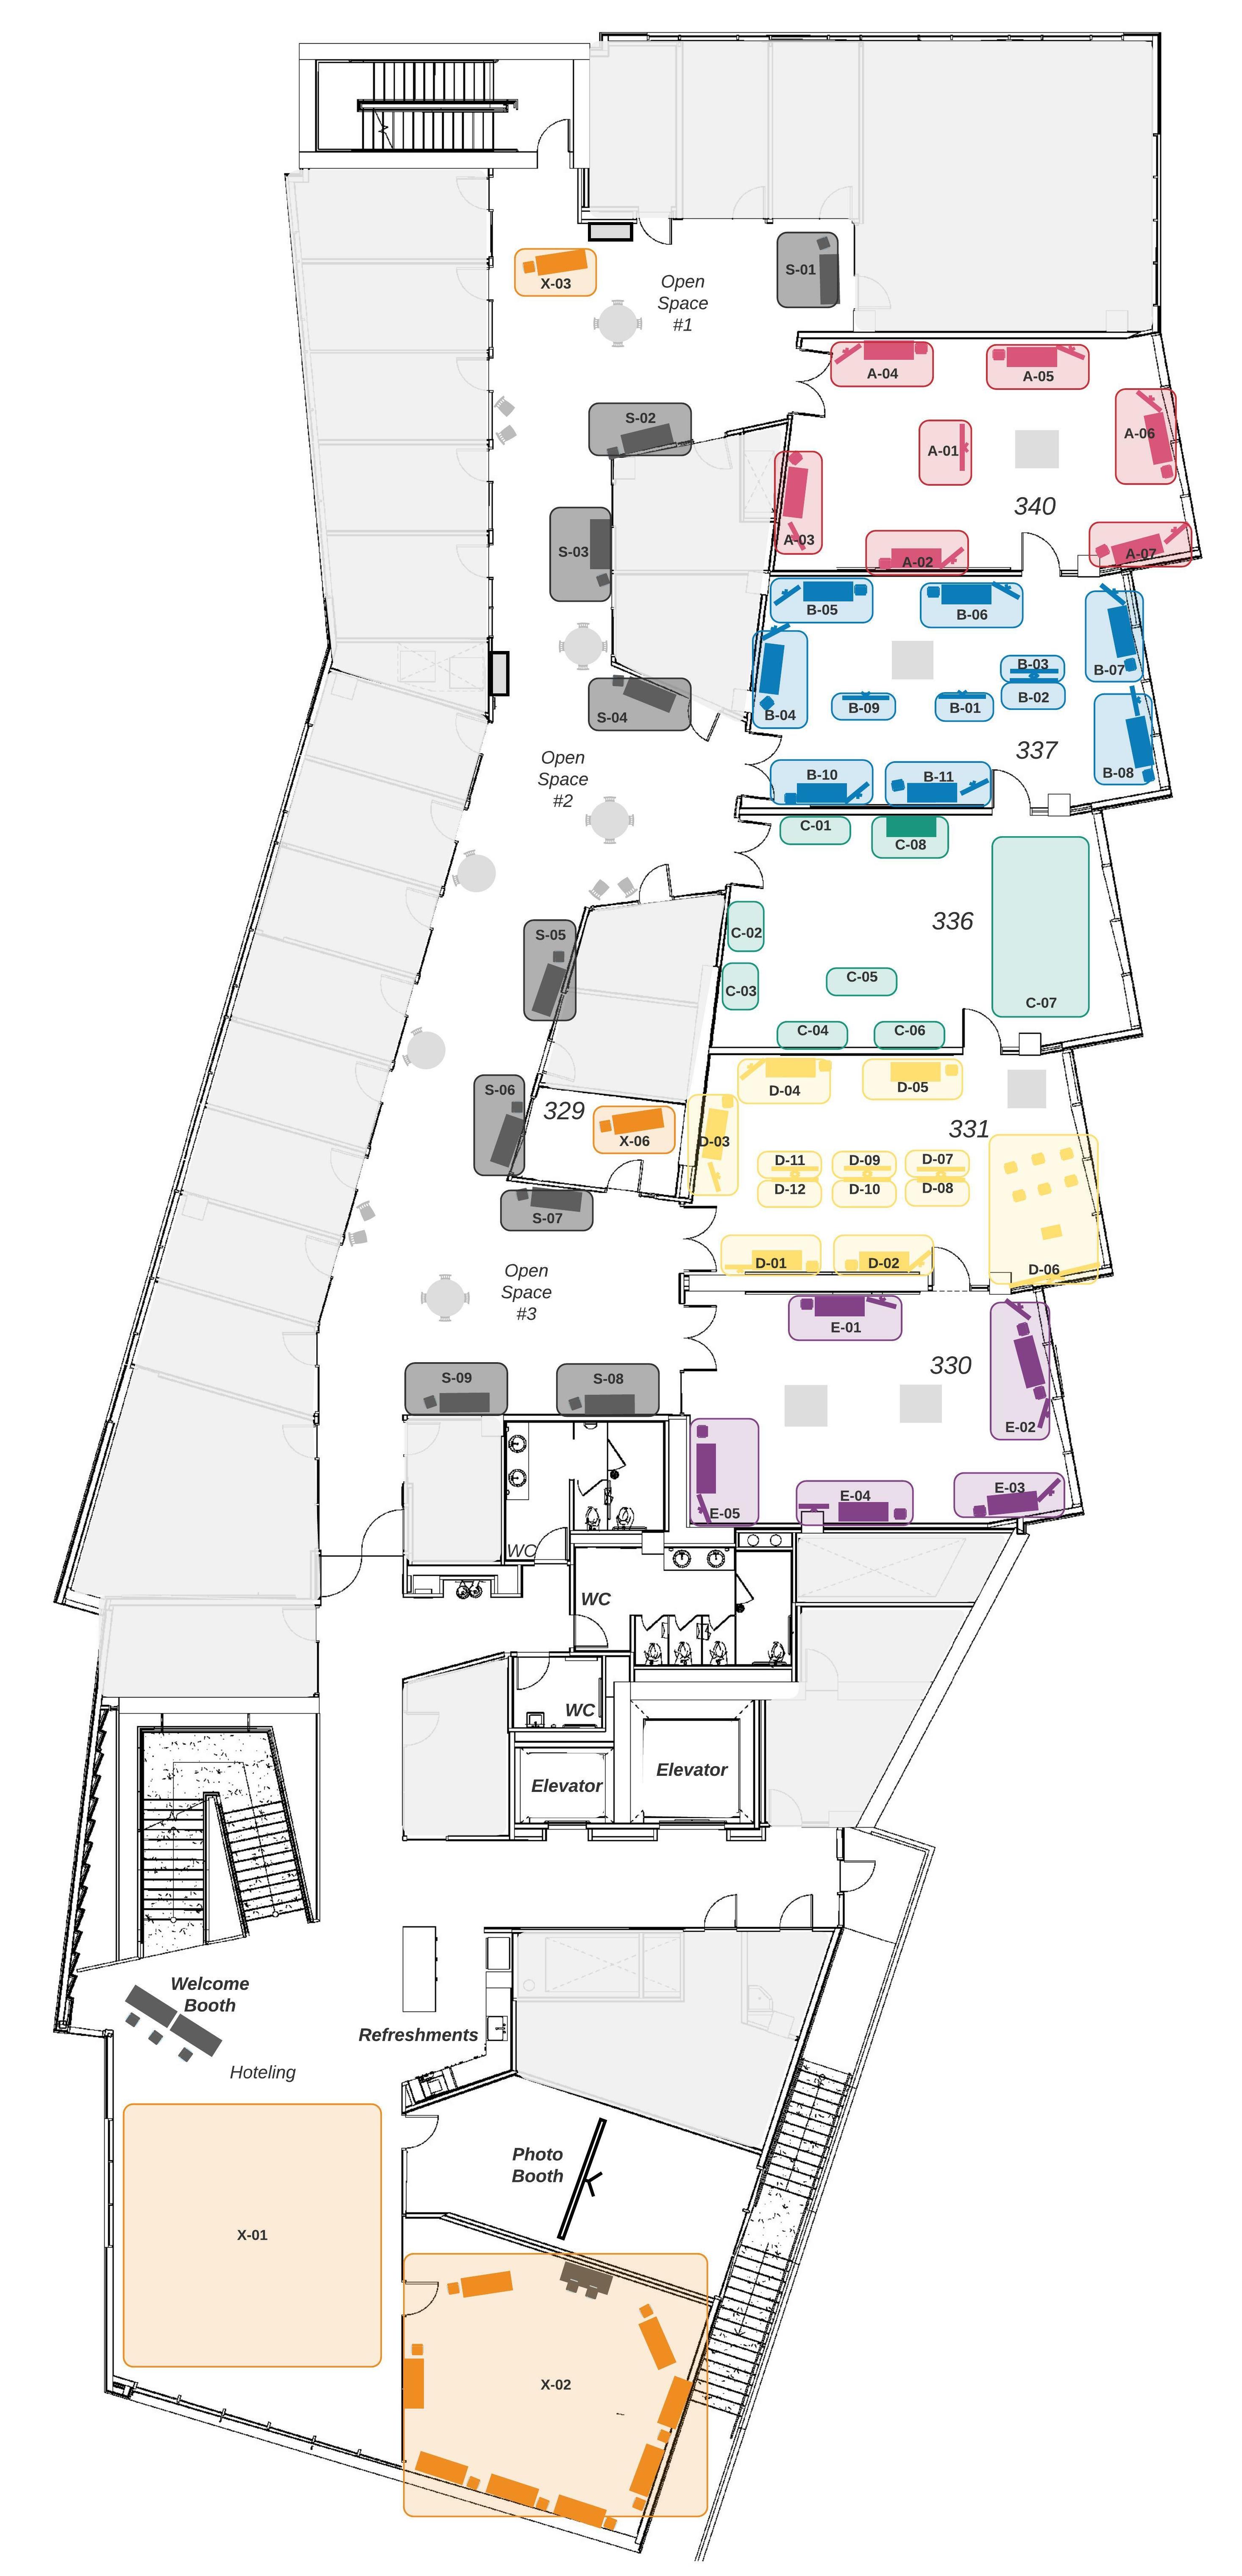 X-03
Open
Space
#1
S-01
A-04
A-05
S-02
A-06
A-01
340
A-03
S-03
A-02
A-07
B-05
B-06
B-03
B-07
B-02
B-09
B-01
B-04
S-04
337
Open
Space
#2
B-10
B-11
B-08
C-01
C-08
336
C-02
S-05
C-05
C-03
C-07
C-04
C-06
S-06
329
D-04
D-05
331
X-06
D-03
D-11
D-09
D-07
D-12
D-10
D-08
S-07
D-01
D-02
D-06
Open
Space
#3
E-01
330
S-09
S-08
E-02
E-05
E-04
E-03
WC
WC
WC
Elevator
Elevator
Welcome
Booth
Refreshments
Hoteling
Photo
Booth
X-01
X-02